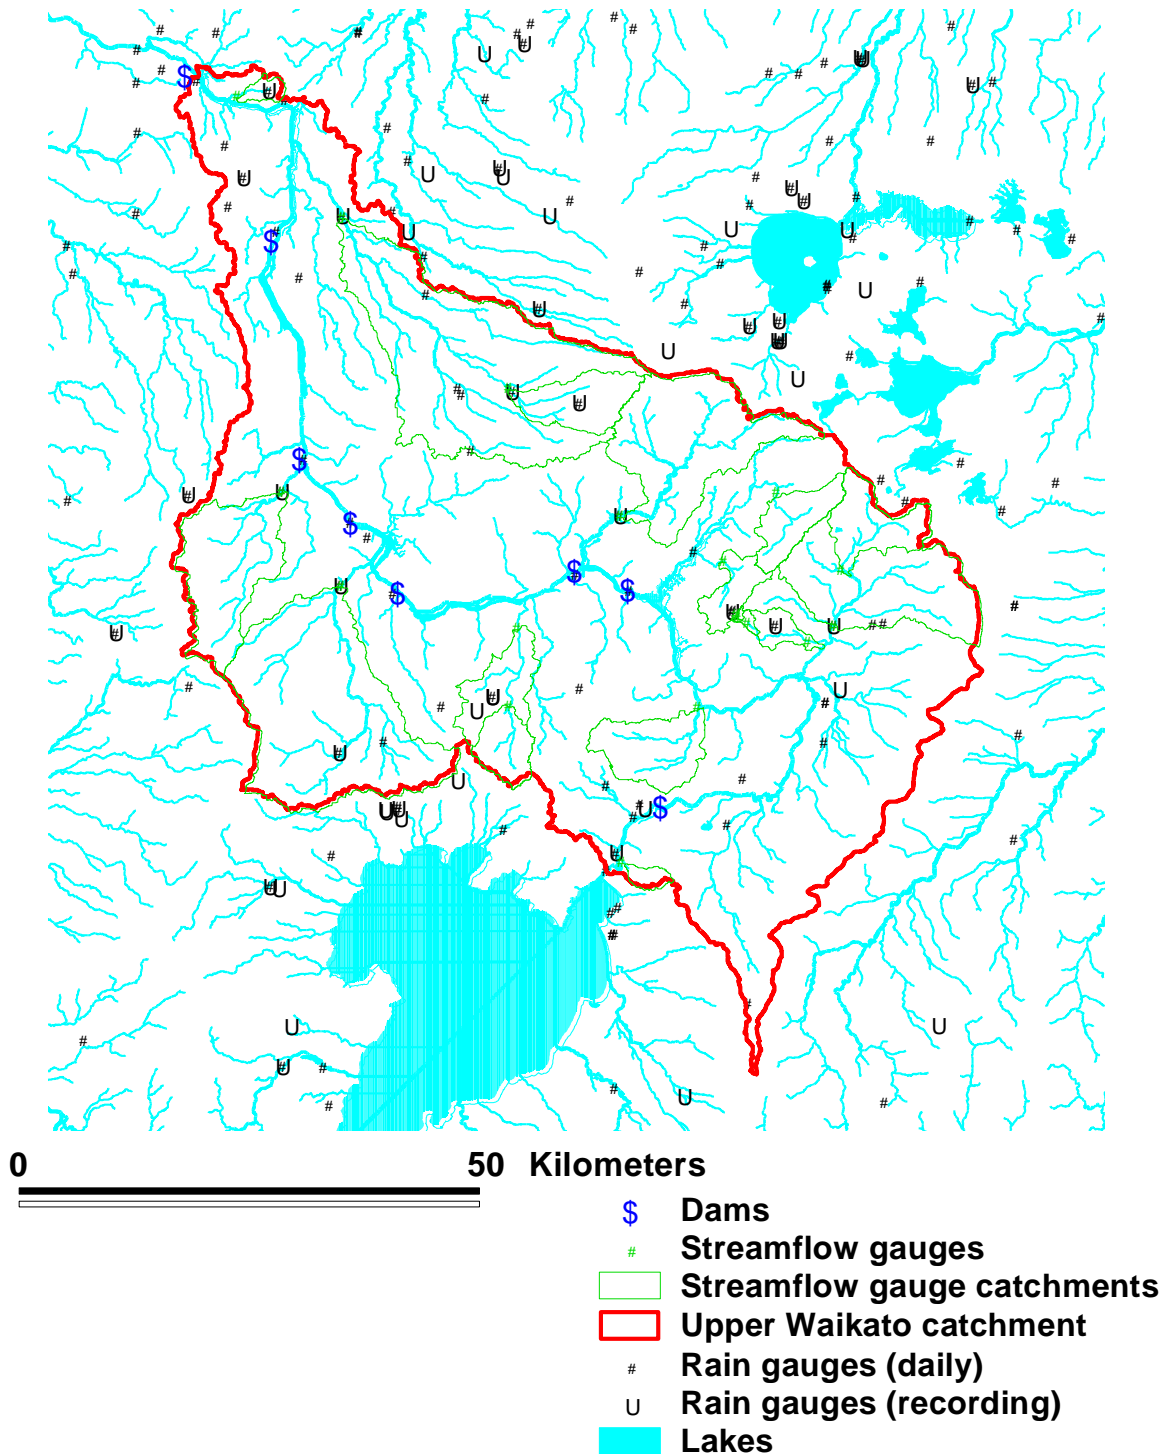 0 50 Kilometers
$ Dams
# Streamflow gauges
Streamflow gauge catchments
Upper Waikato catchment
# Rain gauges (daily)
U Rain gauges (recording)
Lakes